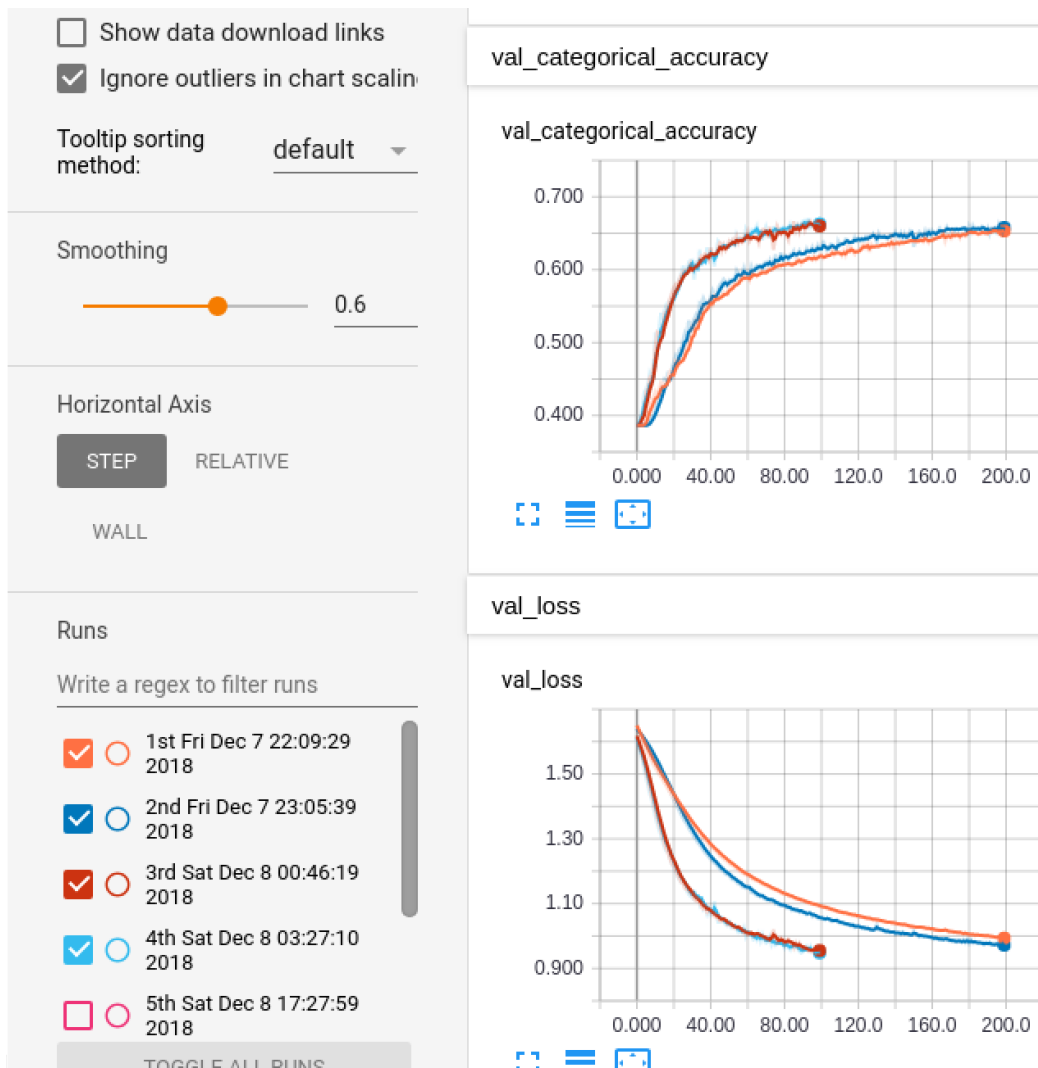 Show data download links
Ignore outliers in chart scalin
Tooltip sorting
method:
default
Smoothing
0.6
Horizontal Axis
STEP
RELATIVE
WALL
Runs
Write a regex to filter runs
1st Fri Dec 7 22:09:29
2018
2nd Fri Dec 7 23:05:39
2018
3rd Sat Dec 8 00:46:19
2018
4th Sat Dec 8 03:27:10
2018
5th Sat Dec 8 17:27:59
2018
TOGGLE ALL RUNS
val_categorical_accuracy
val_categorical_accuracy
0.700
0.600
0.500
0.400
0.000 40.00 80.00 120.0 160.0 200.0
val_loss
val_loss
1.50
1.30
1.10
0.900
0.000 40.00 80.00 120.0 160.0 200.0